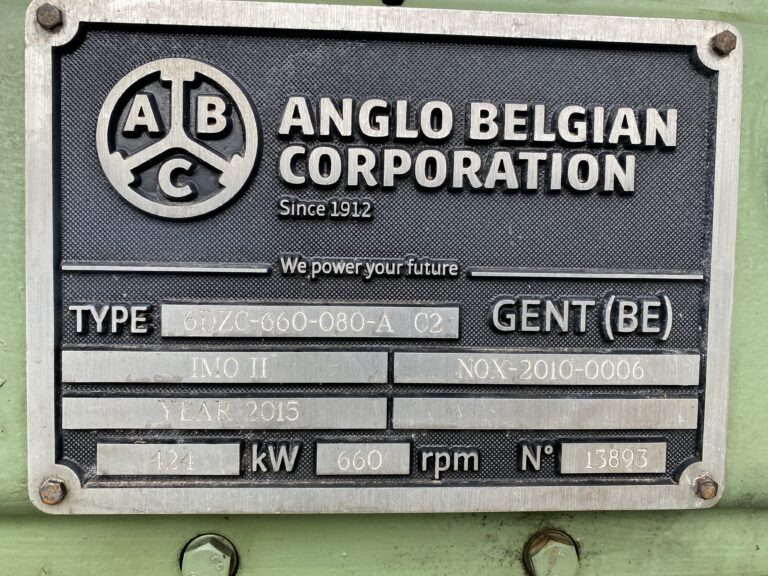 A B C
ANGLO BELGIAN
CORPORATION
Since 1912
We power your future
TYPE 6DZC-660-080-A 02 GENT (BE)
IMO II NOX-2010-0006
YEAR 2015
424 kW 660 rpm N° 13893